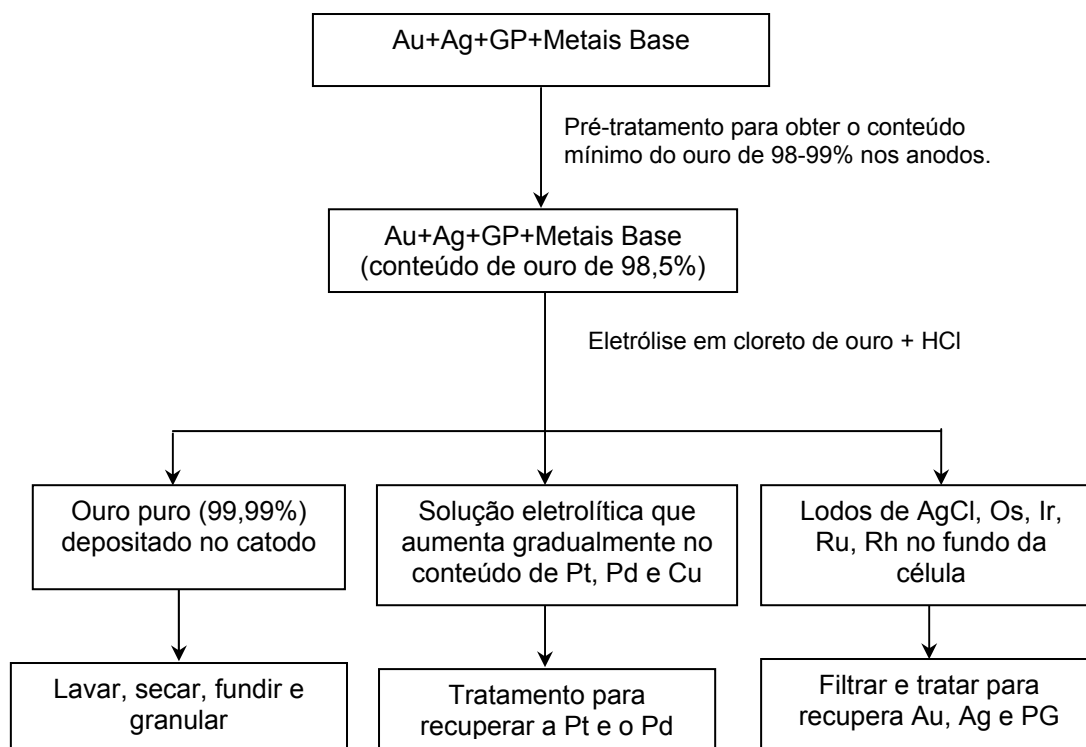 Au+Ag+GP+Metais Base
Pré-tratamento para obter o conteúdo
mínimo do ouro de 98-99% nos anodos.
Au+Ag+GP+Metais Base
(conteúdo de ouro de 98,5%)
Eletrólise em cloreto de ouro + HCl
Ouro puro (99,99%)
depositado no catodo
Solução eletrolítica que
aumenta gradualmente no
conteúdo de Pt, Pd e Cu
Lodos de AgCl, Os, Ir,
Ru, Rh no fundo da
célula
Lavar, secar, fundir e
granular
Tratamento para
recuperar a Pt e o Pd
Filtrar e tratar para
recupera Au, Ag e PG